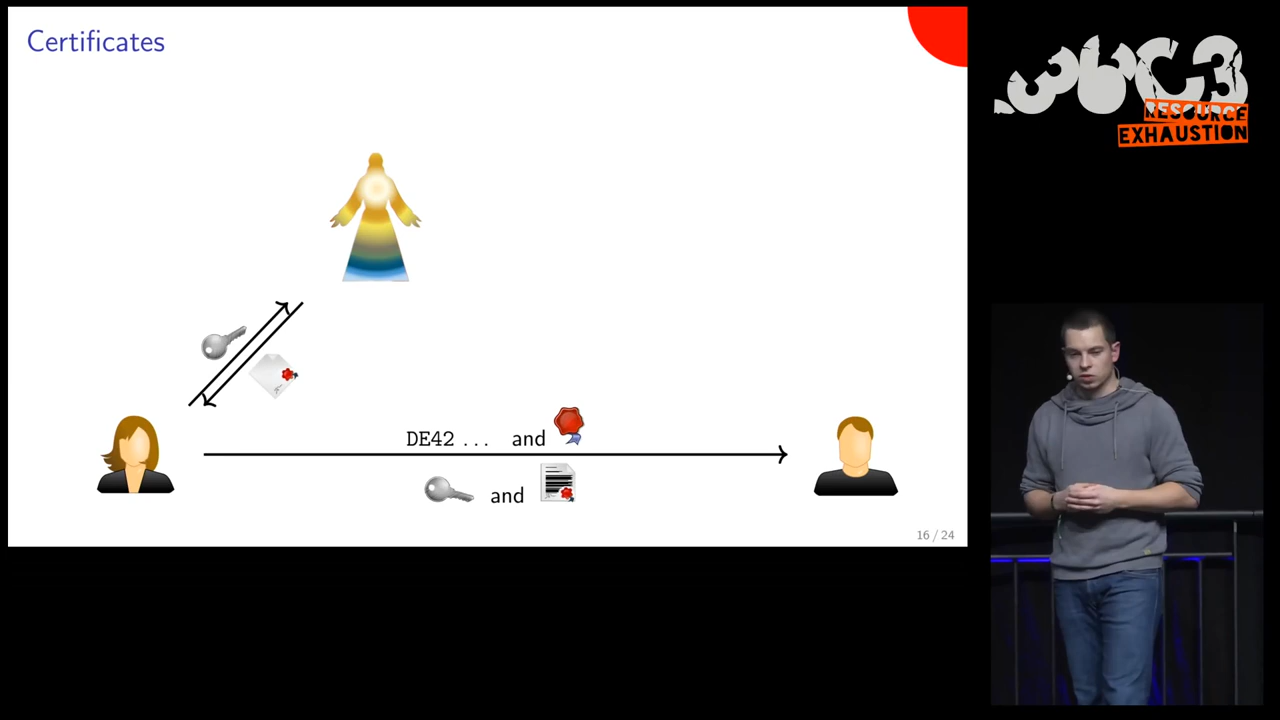 Certificates
DE42 ... and
and
16 / 24
36C3
RESOURCE
EXHAUSTION